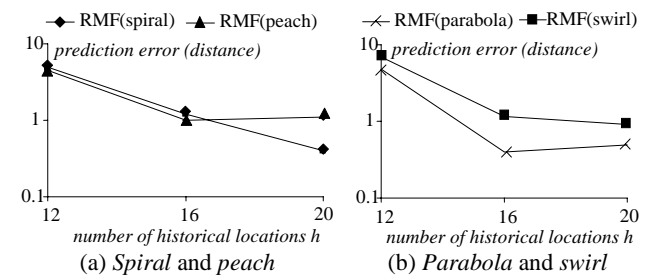 RMF(spiral) RMF(peach)
10
prediction error (distance)
1
0.1
12 16 20
number of historical locations h
(a) Spiral and peach
RMF(parabola) RMF(swirl)
10
prediction error (distance)
1
0.1
12 16 20
number of historical locations h
(b) Parabola and swirl